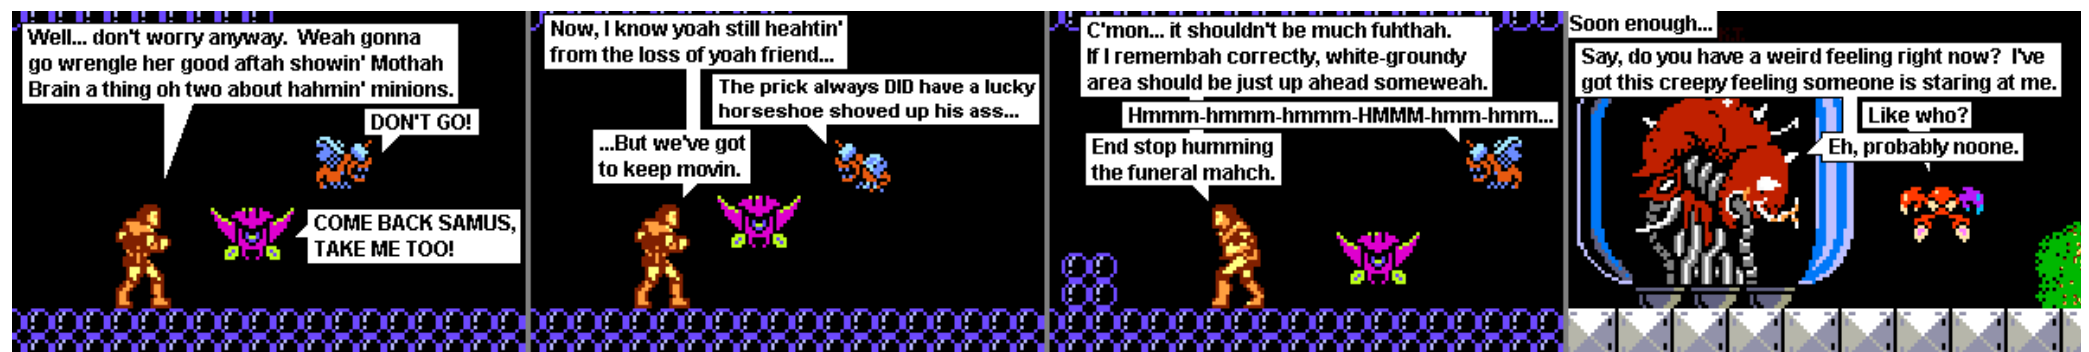 Well... don't worry anyway.  Weah gonna
go wrengle her good aftah showin' Mothah
Brain a thing oh two about hahmin' minions.
DON'T GO!
COME BACK SAMUS,
TAKE ME TOO!
Now, I know yoah still heahtin'
from the loss of yoah friend...
The prick always DID have a lucky
horseshoe shoved up his ass...
...But we've got
to keep movin.
C'mon... it shouldn't be much fuhthah.
If I remembah correctly, white-groundy
area should be just up ahead someweah.
Hmmm-hmmm-hmmm-HMMM-hmm-hmm...
End stop humming
the funeral mahch.
Soon enough...
Say, do you have a weird feeling right now?  I've
got this creepy feeling someone is staring at me.
Like who?
Eh, probably noone.